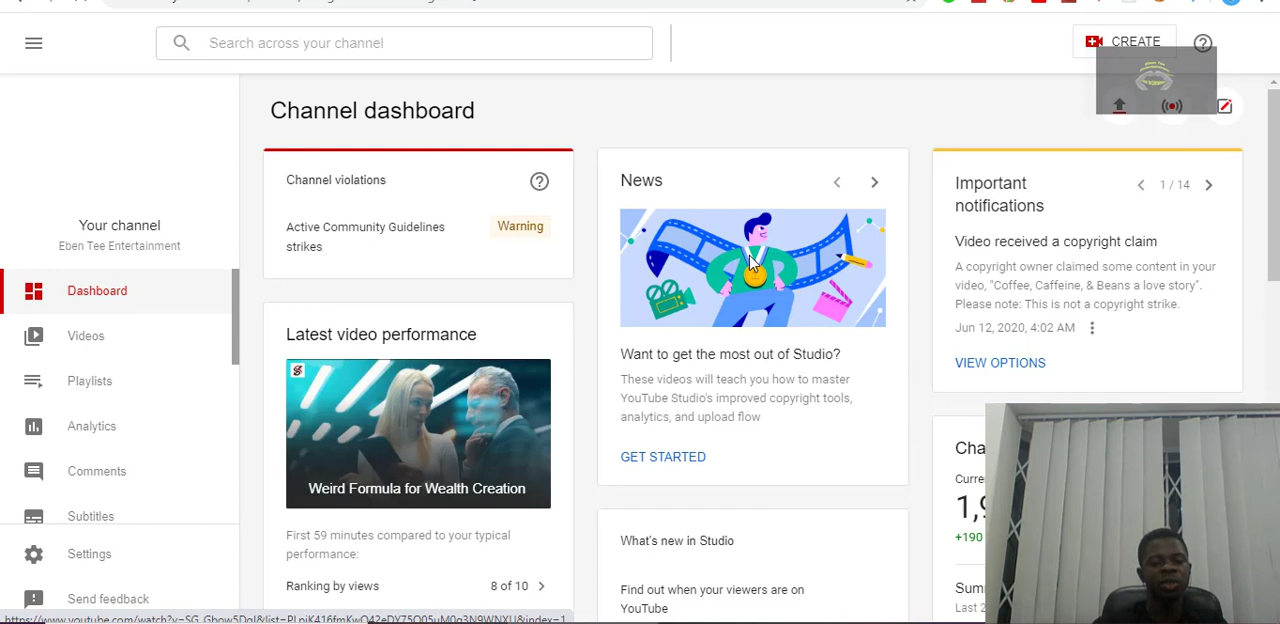 Search across your channel
CREATE
Channel dashboard
Your channel
Eben Tee Entertainment
Dashboard
Videos
Playlists
Analytics
Comments
Subtitles
Settings
Send feedback
Channel violations
Active Community Guidelines
strikes
Warning
Latest video performance
Weird Formula for Wealth Creation
First 59 minutes compared to your typical
performance:
Ranking by views
8 of 10
News
Want to get the most out of Studio?
These videos will teach you how to master
YouTube Studio's improved copyright tools,
analytics, and upload flow
GET STARTED
What's new in Studio
Find out when your viewers are on
YouTube
Important
notifications
1 / 14
Video received a copyright claim
A copyright owner claimed some content in your
video, "Coffee, Caffeine, & Beans a love story".
Please note: This is not a copyright strike.
Jun 12, 2020, 4:02 AM
VIEW OPTIONS
Cha
Curre
1,9
+190
Sum
Last 2